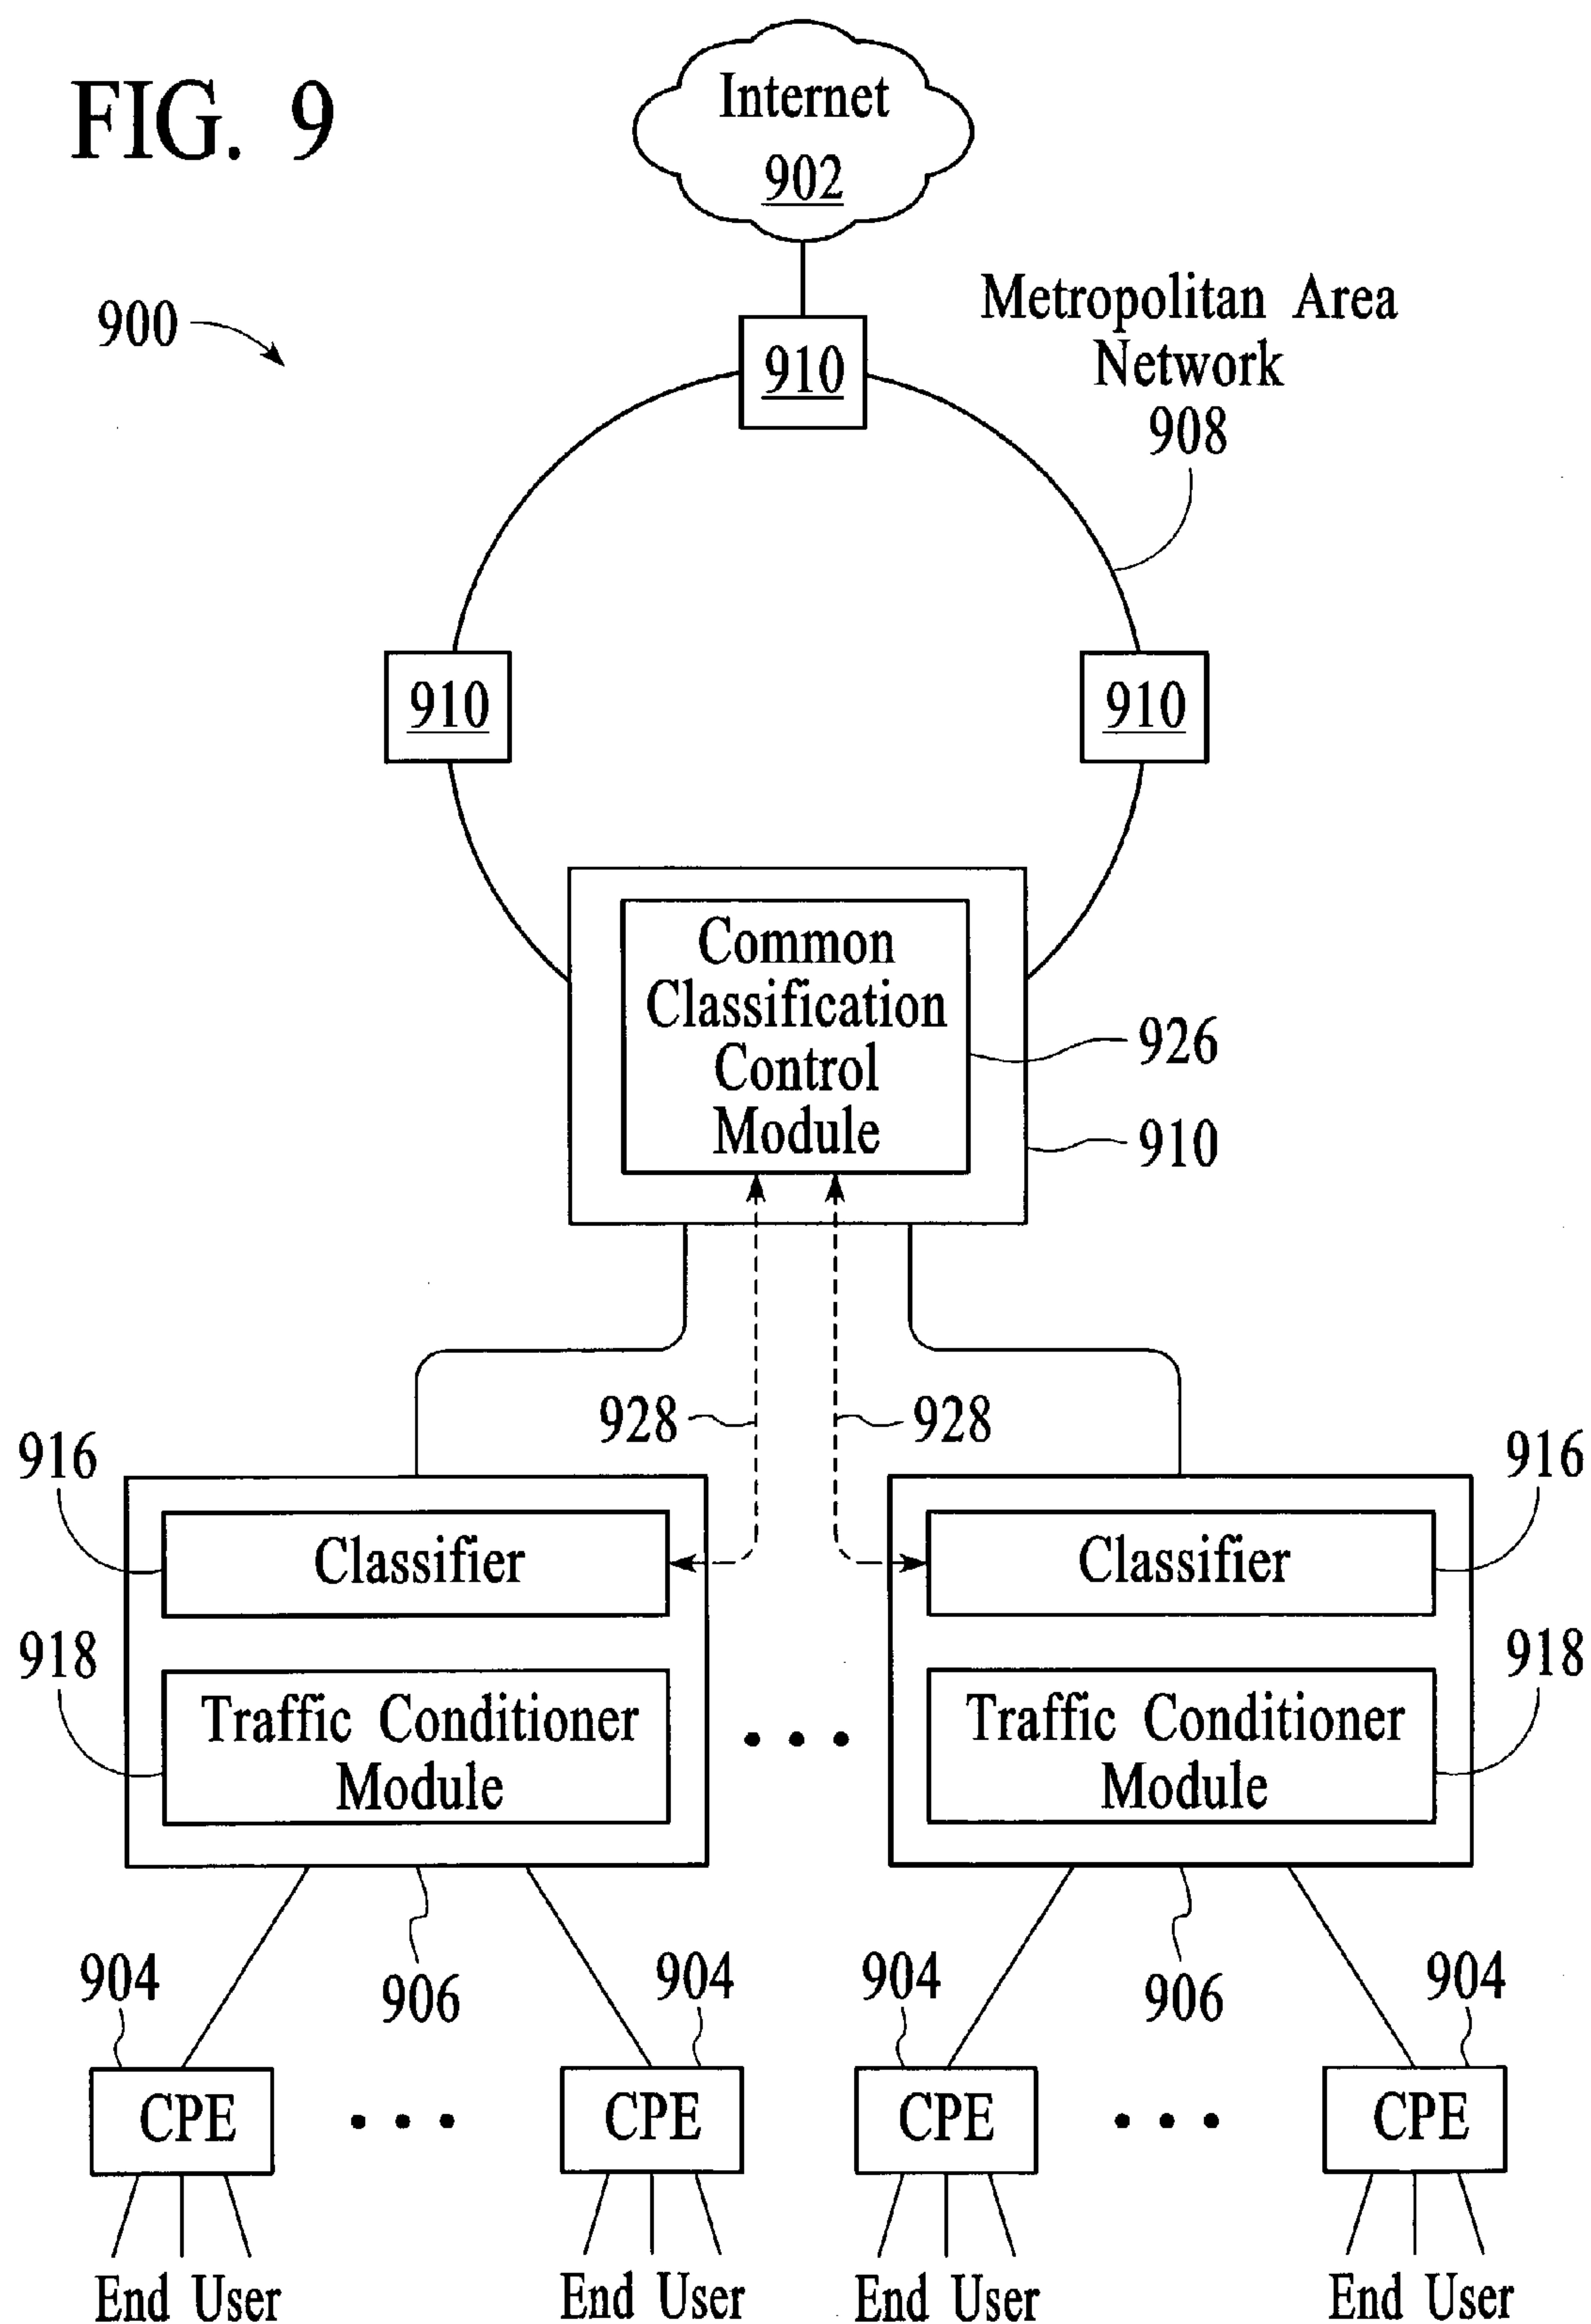 FIG. 9
Internet
902
900
Metropolitan Area
Network
908
910
910
910
Common
Classification
Control
Module
926
910
928
928
916
916
Classifier
Classifier
918
918
Traffic Conditioner
Module
Traffic Conditioner
Module
904
906
904
904
906
904
CPE
CPE
CPE
CPE
End User
End User
End User
End User